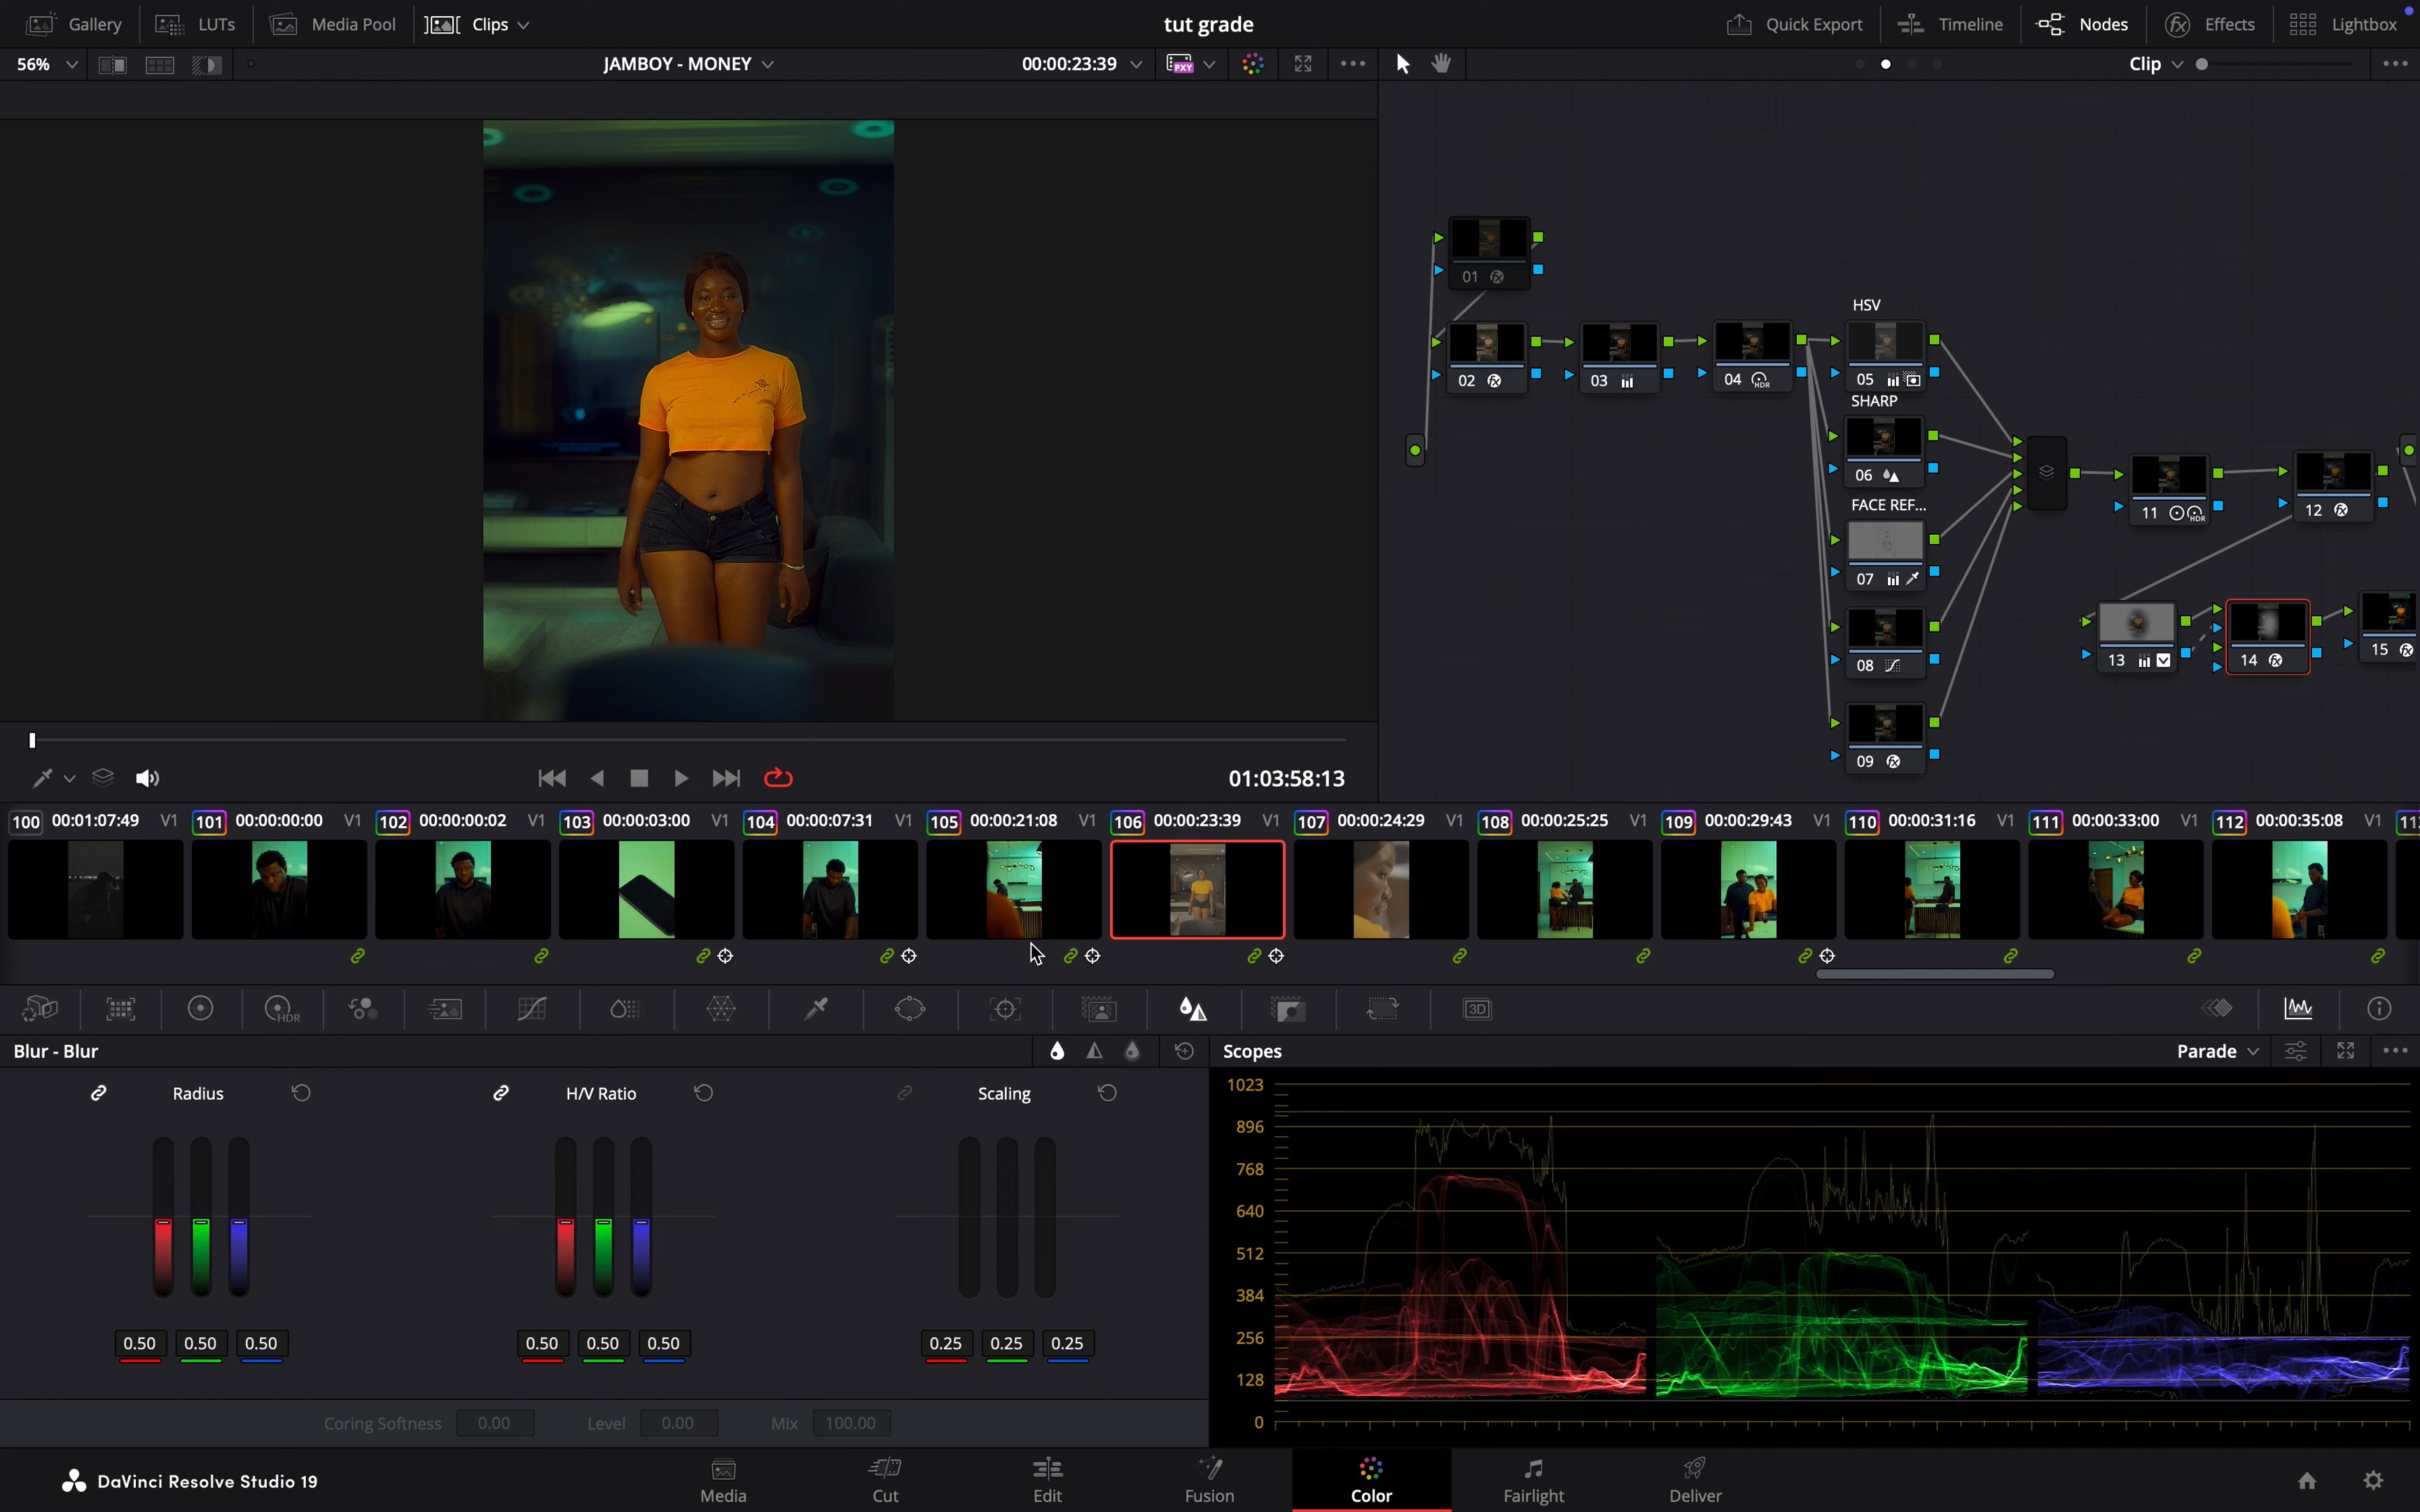 Gallery LUTs Media Pool Clips tut grade Quick Export Timeline Nodes Effects Lightbox
56% JAMBOY - MONEY 00:00:23:39 PXY Clip
01
HSV
02 03 04 HDR 05
SHARP
06
FACE REF...
07
11 HDR 12
08
13 14 15
09
01:03:58:13
100 00:01:07:49 V1 101 00:00:00:00 V1 102 00:00:00:02 V1 103 00:00:03:00 V1 104 00:00:07:31 V1 105 00:00:21:08 V1 106 00:00:23:39 V1 107 00:00:24:29 V1 108 00:00:25:25 V1 109 00:00:29:43 V1 110 00:00:31:16 V1 111 00:00:33:00 V1 112 00:00:35:08 V1
HDR 3D
Blur - Blur Scopes Parade
Radius H/V Ratio Scaling
1023
896
768
640
512
384
256
128
0
0.50 0.50 0.50 0.50 0.50 0.50 0.25 0.25 0.25
Coring Softness 0.00 Level 0.00 Mix 100.00
DaVinci Resolve Studio 19 Media Cut Edit Fusion Color Fairlight Deliver